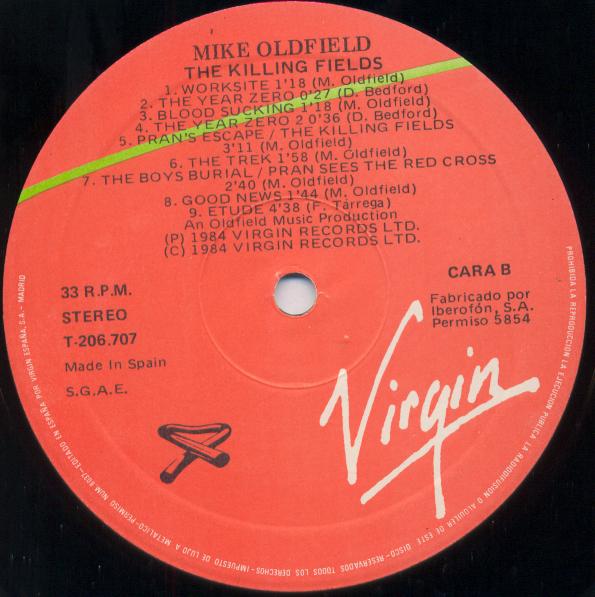 MIKE OLDFIELD
THE KILLING FIELDS
1. WORKSITE 1'18 (M. Oldfield)
2. THE YEAR ZERO 0'27 (D. Bedford)
3. BLOOD SUCKING 1'18 (M. Oldfield)
4. THE YEAR ZERO 2 0'36 (D. Bedford)
5. PRAN'S ESCAPE / THE KILLING FIELDS
3'11 (M. Oldfield)
6. THE TREK 1'58 (M. Oldfield)
7. THE BOYS BURIAL / PRAN SEES THE RED CROSS
2'40 (M. Oldfield)
8. GOOD NEWS 1'44 (M. Oldfield)
9. ETUDE 4'38 (F. Tárrega)
An Oldfield Music Production
(P) 1984 VIRGIN RECORDS LTD.
(C) 1984 VIRGIN RECORDS LTD.
33 R.P.M.
STEREO
T-206.707
Made In Spain
S.G.A.E.
CARA B
Fabricado por
Iberofón, S.A.
Permiso 5854
Virgin
PROHIBIDA LA REPRODUCCION LA EJECUCION PUBLICA LA RADIODIFUSION O ALQUILER DE ESTE DISCO-RESERVADOS TODOS LOS DERECHOS-IMPUESTO DE LUJO A METALICO-PERMISO NUM 8037-EDITADO EN ESPAÑA POR VIRGIN ESPAÑA, S.A.- MADRID